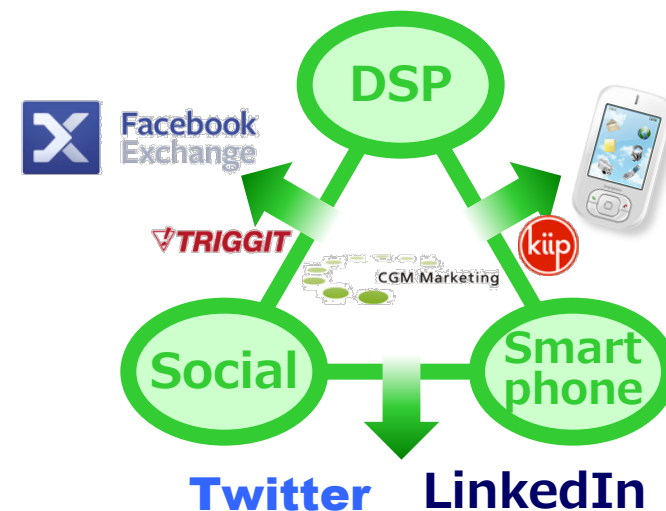 DSP
Facebook
Exchange
TRIGGIT
kiip
CGM Marketing
Social
Smart
phone
Twitter
LinkedIn